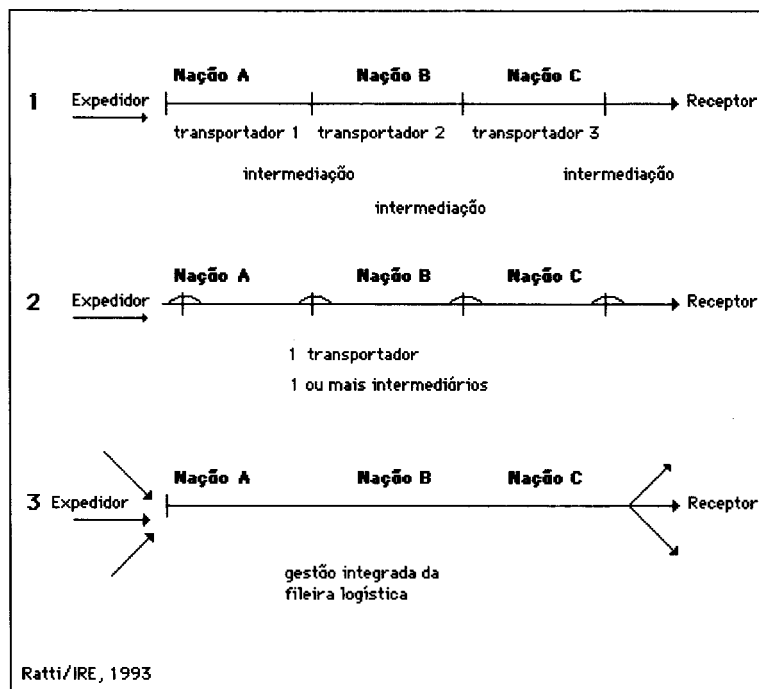 Nação A Nação B Nação C
1 Expedidor Receptor
transportador 1 transportador 2 transportador 3
intermediação intermediação
intermediação
Nação A Nação B Nação C
2 Expedidor Receptor
1 transportador
1 ou mais intermediários
Nação A Nação B Nação C
3 Expedidor Receptor
gestão integrada da
fileira logística
Ratti/IRE, 1993